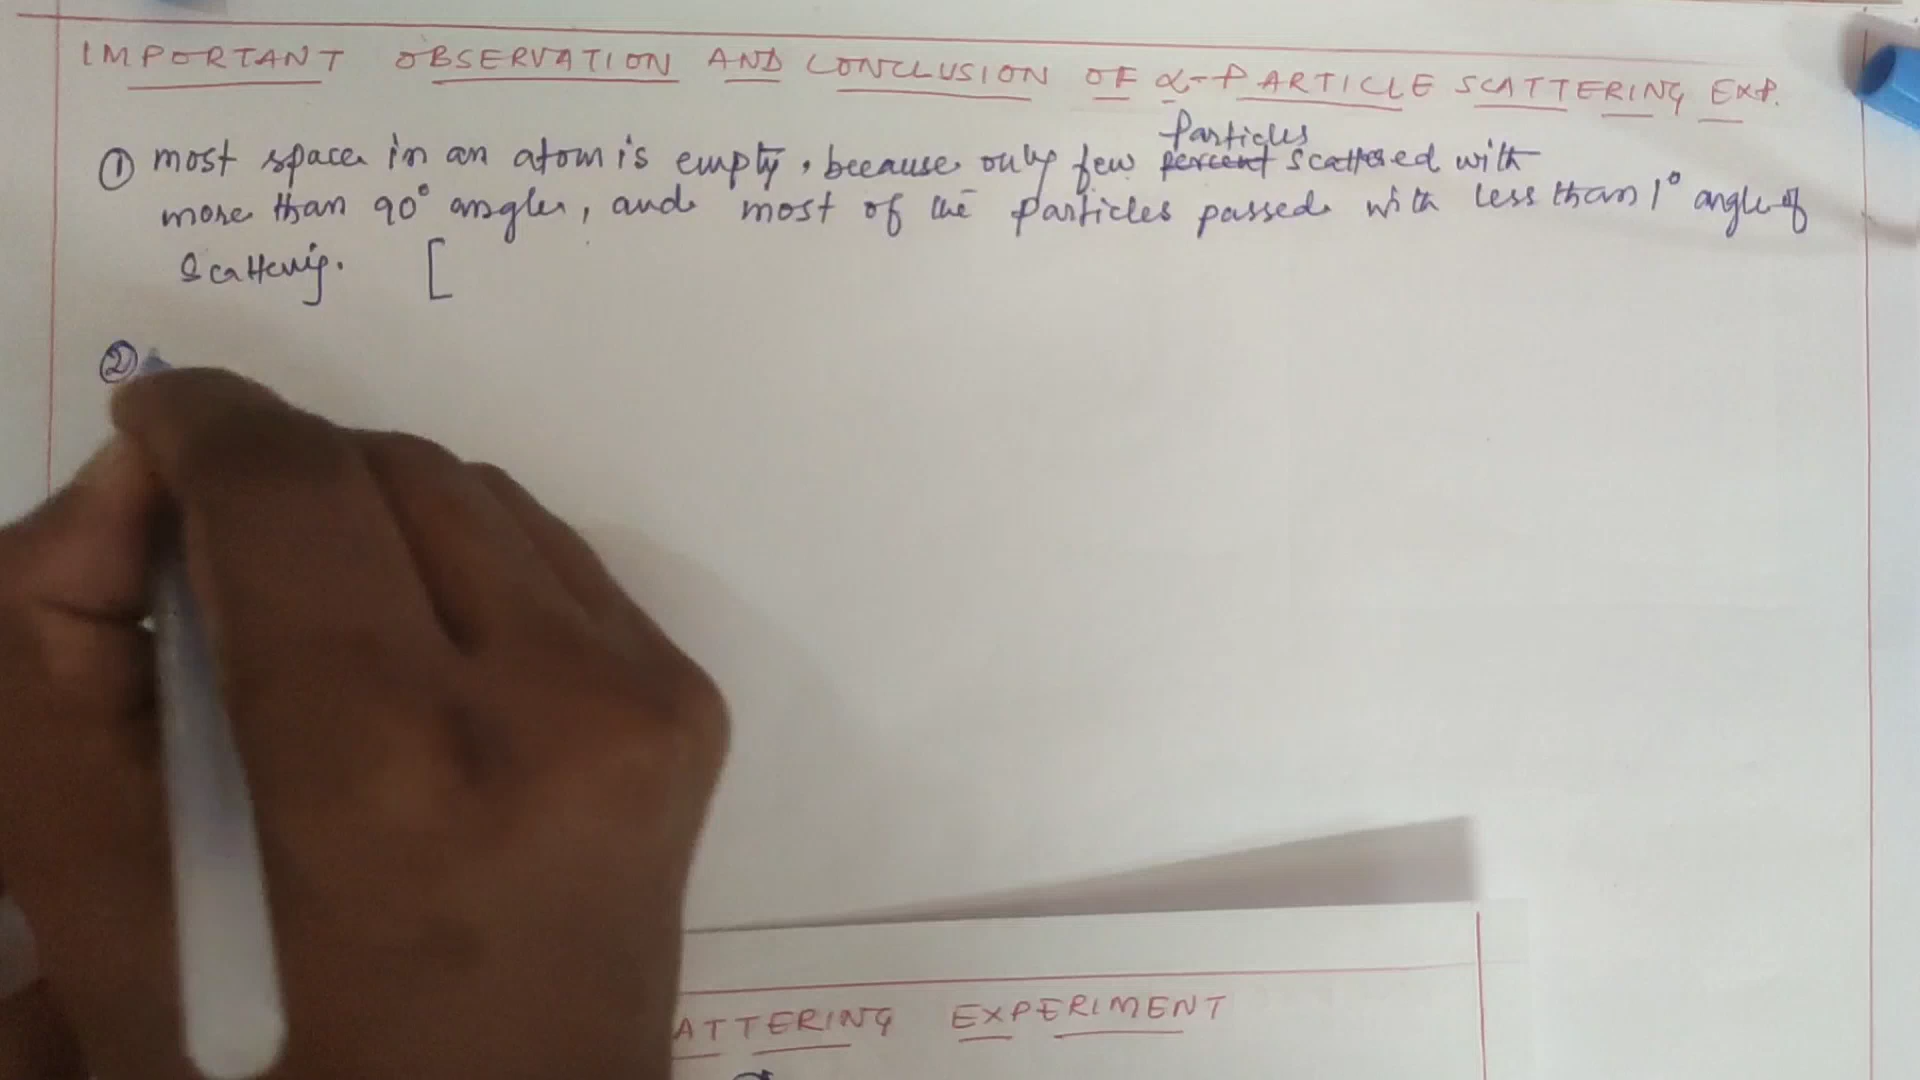 IMPORTANT OBSERVATION AND CONCLUSION OF α-PARTICLE SCATTERING EXP.
① most space in an atom is empty, because only few percent particles scattered with
more than 90° angle, and most of the particles passed with less than 1° angle of
scattering. [
②
ATTERING EXPERIMENT